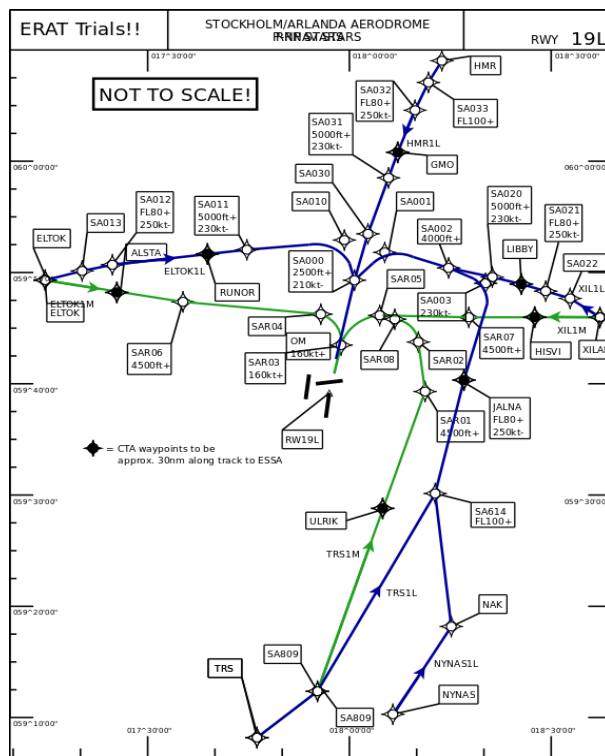 ERAT Trials!!
STOCKHOLM/ARLANDA AERODROME
RWY 19L
017°30'00"
018°00'00"
018°30'00"
NOT TO SCALE!
HMR
SA032
FL80+
250kt-
SA033
FL100+
SA031
5000ft+
230kt-
HMR1L
GMO
060°00'00"
060°00'00"
SA030
SA010
SA001
SA012
FL80+
250kt-
SA011
5000ft+
230kt-
SA013
ELTOK
ALSTA
SA002
4000ft+
SA020
5000ft+
230kt-
SA021
FL80+
250kt-
LIBBY
SA022
SA000
2500ft+
210kt-
ELTOK1L
RUNOR
SAR05
SA003
230kt-
XIL1L
ELTOK1M
ELTOK
SAR04
OM
160kt+
XIL1M
SAR06
4500ft+
SAR03
160kt+
SAR08
SAR02
SAR07
4500ft+
HISVI
059°40'00"
RW19L
SAR01
4500ft+
JALNA
FL80+
250kt-
= CTA waypoints to be
approx. 30nm along track to ESSA
059°30'00"
059°30'00"
ULRIK
SA614
FL100+
TRS1M
TRS1L
059°20'00"
059°20'00"
NAK
TRS
SA809
NYNAS1L
NYNAS
SA809
059°10'00"
059°10'00"
017°30'00"
018°00'00"
018°30'00"